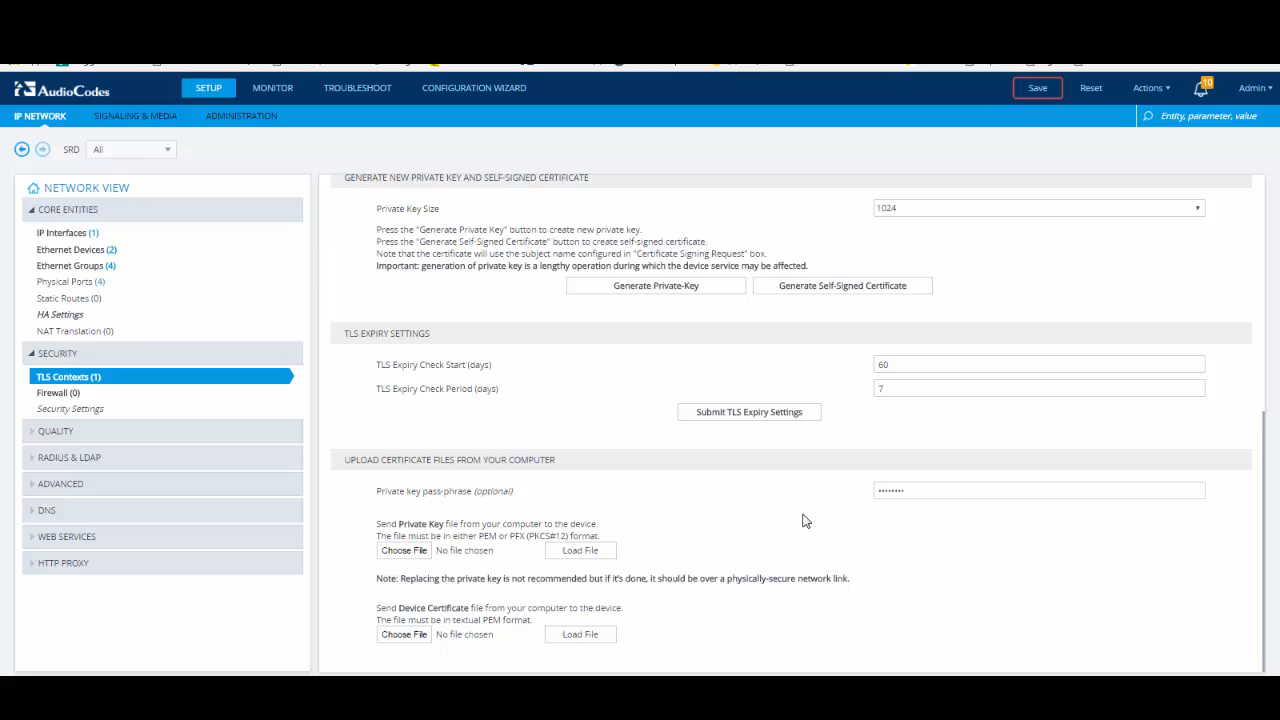 AudioCodes SETUP MONITOR TROUBLESHOOT CONFIGURATION WIZARD Save Reset Actions 10 Admin
IP NETWORK SIGNALING & MEDIA ADMINISTRATION Entity, parameter, value
SRD All
NETWORK VIEW
CORE ENTITIES
IP Interfaces (1)
Ethernet Devices (2)
Ethernet Groups (4)
Physical Ports (4)
Static Routes (0)
HA Settings
NAT Translation (0)
SECURITY
TLS Contexts (1)
Firewall (0)
Security Settings
QUALITY
RADIUS & LDAP
ADVANCED
DNS
WEB SERVICES
HTTP PROXY
GENERATE NEW PRIVATE KEY AND SELF-SIGNED CERTIFICATE
Private Key Size 1024
Press the "Generate Private Key" button to create new private key.
Press the "Generate Self-Signed Certificate" button to create self-signed certificate.
Note that the certificate will use the subject name configured in "Certificate Signing Request" box.
Important: generation of private key is a lengthy operation during which the device service may be affected.
Generate Private-Key Generate Self-Signed Certificate
TLS EXPIRY SETTINGS
TLS Expiry Check Start (days) 60
TLS Expiry Check Period (days) 7
Submit TLS Expiry Settings
UPLOAD CERTIFICATE FILES FROM YOUR COMPUTER
Private key pass-phrase (optional) ••••••••
Send Private Key file from your computer to the device.
The file must be in either PEM or PFX (PKCS#12) format.
Choose File No file chosen Load File
Note: Replacing the private key is not recommended but if it's done, it should be over a physically-secure network link.
Send Device Certificate file from your computer to the device.
The file must be in textual PEM format.
Choose File No file chosen Load File